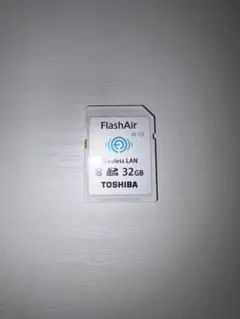 FlashAir
W-03
Wireless LAN
32GB
TOSHIBA